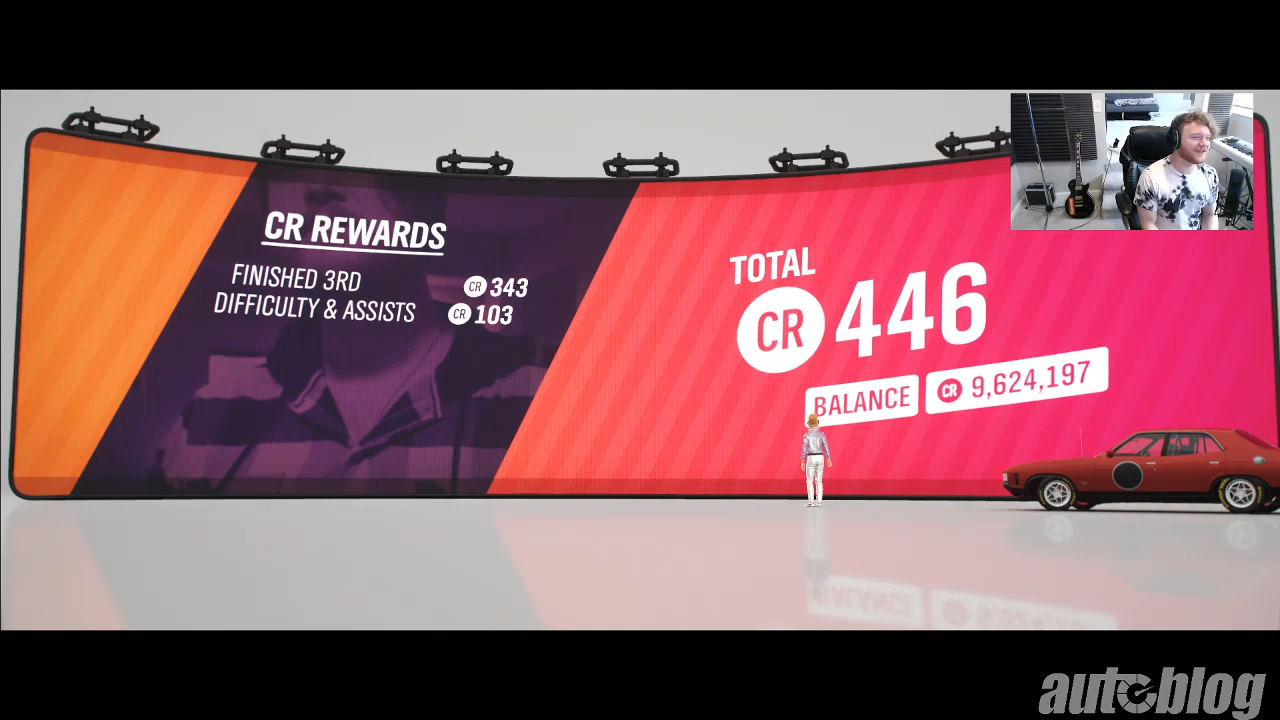 CR REWARDS
FINISHED 3RD CR 343
DIFFICULTY & ASSISTS CR 103
TOTAL
CR 446
BALANCE CR 9,624,197
autoblog